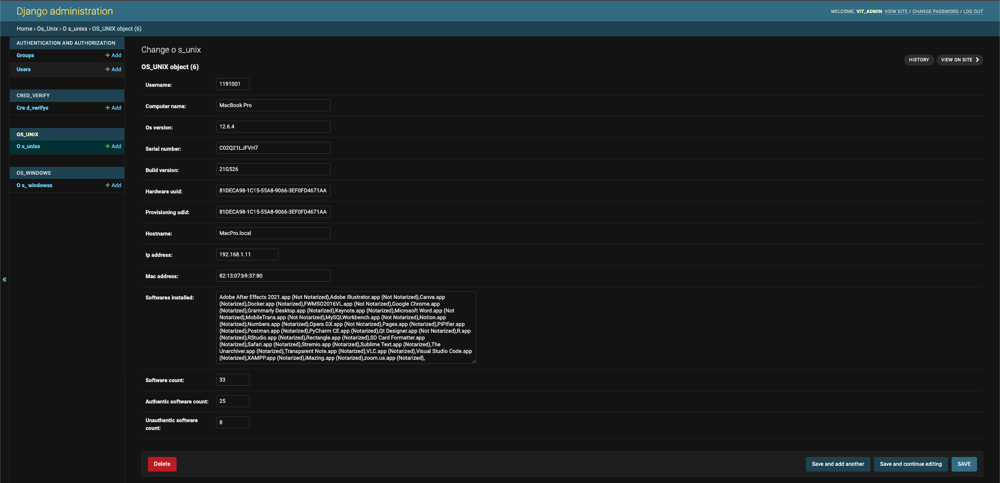 Django administration
WELCOME, VIT_ADMIN. VIEW SITE / CHANGE PASSWORD / LOG OUT
Home › Os_Unix › O s_unixs › OS_UNIX object (6)
AUTHENTICATION AND AUTHORIZATION
Groups + Add
Users + Add
CRED_VERIFY
Cre d_verifys + Add
OS_UNIX
O s_unixs + Add
OS_WINDOWS
O s_ windowss + Add
«
Change o s_unix
HISTORY VIEW ON SITE
OS_UNIX object (6)
Username: 1191001
Computer name: MacBook Pro
Os version: 12.6.4
Serial number: C02Q21LJFVH7
Build version: 21G526
Hardware uuid: 81DECA98-1C15-55A8-9066-3EF0FD4671AA
Provisioning udid: 81DECA98-1C15-55A8-9066-3EF0FD4671AA
Hostname: MacPro.local
Ip address: 192.168.1.11
Mac address: 82:13:07:b9:37:80
Softwares installed:
Adobe After Effects 2021.app (Not Notarized),Adobe Illustrator.app (Not Notarized),Canva.app
(Notarized),Docker.app (Notarized),FWMSO2016VL.app (Not Notarized),Google Chrome.app
(Notarized),Grammarly Desktop.app (Notarized),Keynote.app (Notarized),Microsoft Word.app (Not
Notarized),MobileTrans.app (Not Notarized),MySQLWorkbench.app (Not Notarized),Notion.app
(Notarized),Numbers.app (Notarized),Opera GX.app (Not Notarized),Pages.app (Notarized),PiPifier.app
(Notarized),Postman.app (Notarized),PyCharm CE.app (Notarized),Qt Designer.app (Not Notarized),R.app
(Notarized),RStudio.app (Notarized),Rectangle.app (Notarized),SD Card Formatter.app
(Notarized),Safari.app (Notarized),Stremio.app (Notarized),Sublime Text.app (Notarized),The
Unarchiver.app (Notarized),Transparent Note.app (Notarized),VLC.app (Notarized),Visual Studio Code.app
(Notarized),XAMPP.app (Notarized),iMazing.app (Notarized),zoom.us.app (Notarized),
Software count: 33
Authentic software count: 25
Unauthentic software
count: 8
Delete
Save and add another Save and continue editing SAVE